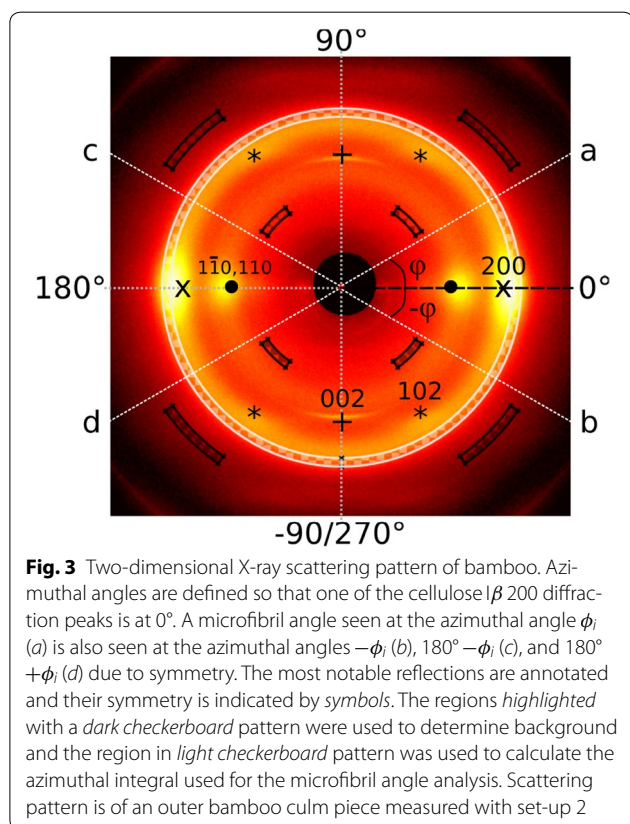 90°
c
a
11̄0,110
200
180°
φ
0°
-φ
002
102
d
b
-90/270°
Fig. 3 Two-dimensional X-ray scattering pattern of bamboo. Azi-
muthal angles are defined so that one of the cellulose Iβ 200 diffrac-
tion peaks is at 0°. A microfibril angle seen at the azimuthal angle ϕi
(a) is also seen at the azimuthal angles −ϕi (b), 180° −ϕi (c), and 180°
+ϕi (d) due to symmetry. The most notable reflections are annotated
and their symmetry is indicated by symbols. The regions highlighted
with a dark checkerboard pattern were used to determine background
and the region in light checkerboard pattern was used to calculate the
azimuthal integral used for the microfibril angle analysis. Scattering
pattern is of an outer bamboo culm piece measured with set-up 2